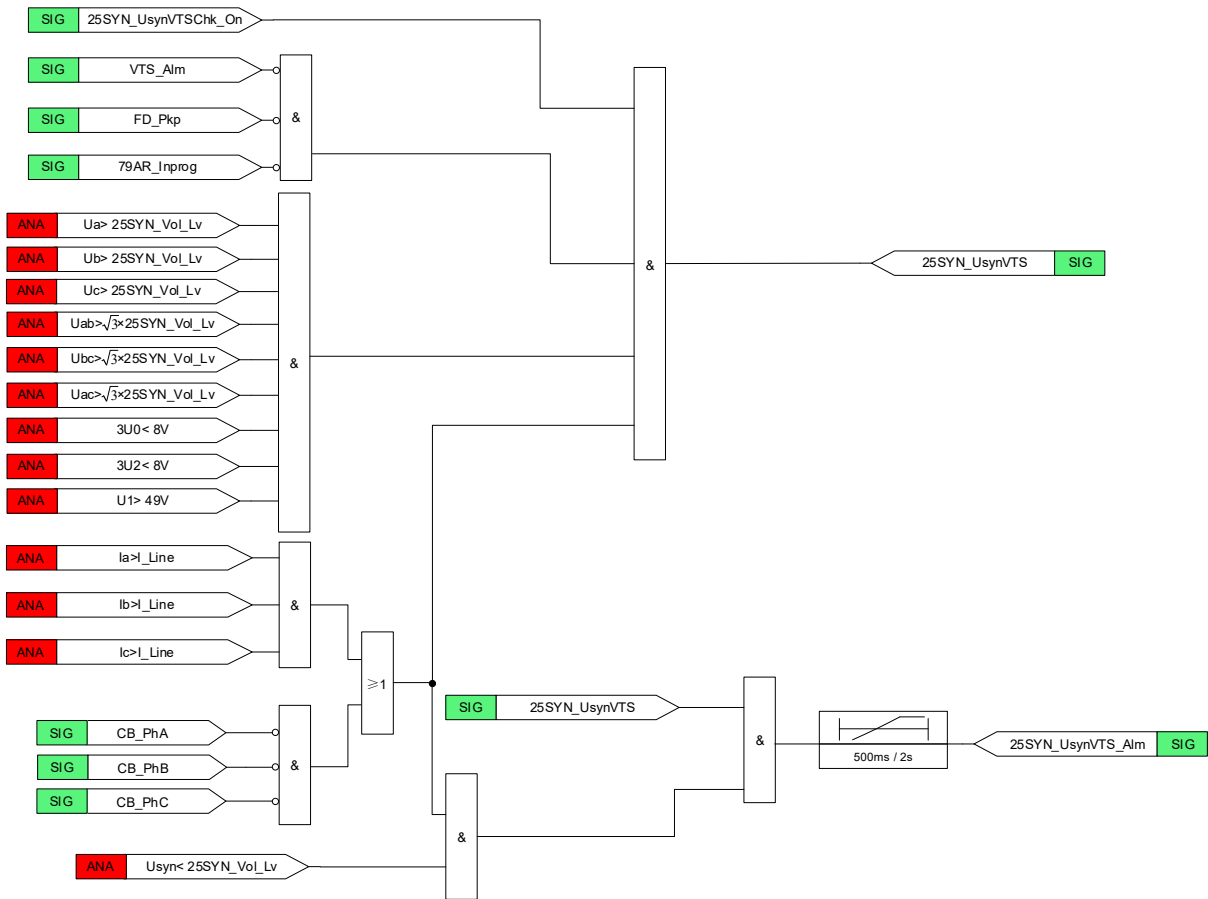 SIG 25SYN_UsynVTSChk_On
SIG VTS_Alm
SIG FD_Pkp
&
SIG 79AR_Inprog
ANA Ua> 25SYN_Vol_Lv
ANA Ub> 25SYN_Vol_Lv
&
25SYN_UsynVTS SIG
ANA Uc> 25SYN_Vol_Lv
ANA Uab>√3×25SYN_Vol_Lv
ANA Ubc>√3×25SYN_Vol_Lv
&
ANA Uac>√3×25SYN_Vol_Lv
ANA 3U0< 8V
ANA 3U2< 8V
ANA U1> 49V
ANA Ia>I_Line
ANA Ib>I_Line
&
ANA Ic>I_Line
≥1
SIG 25SYN_UsynVTS
SIG CB_PhA
&
500ms / 2s
25SYN_UsynVTS_Alm SIG
SIG CB_PhB
&
SIG CB_PhC
&
ANA Usyn< 25SYN_Vol_Lv